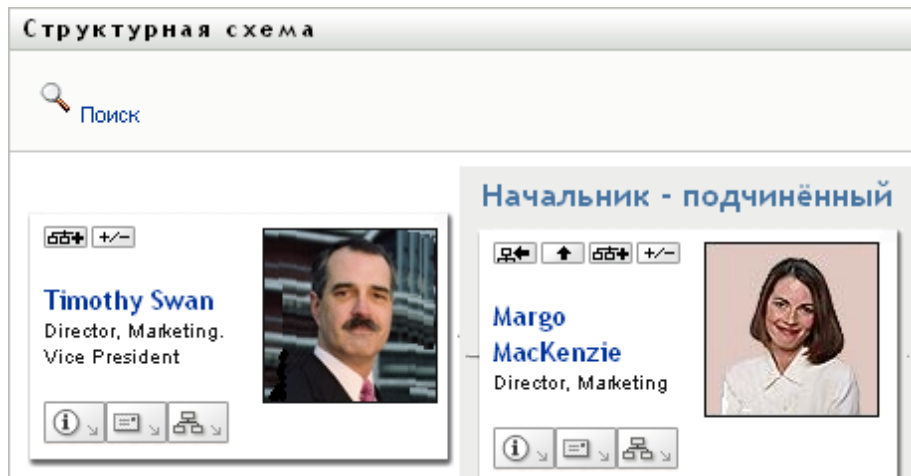 Структурная схема
Поиск
Начальник - подчинённый
+/-
Timothy Swan
Director, Marketing.
Vice President
+/-
Margo
MacKenzie
Director, Marketing